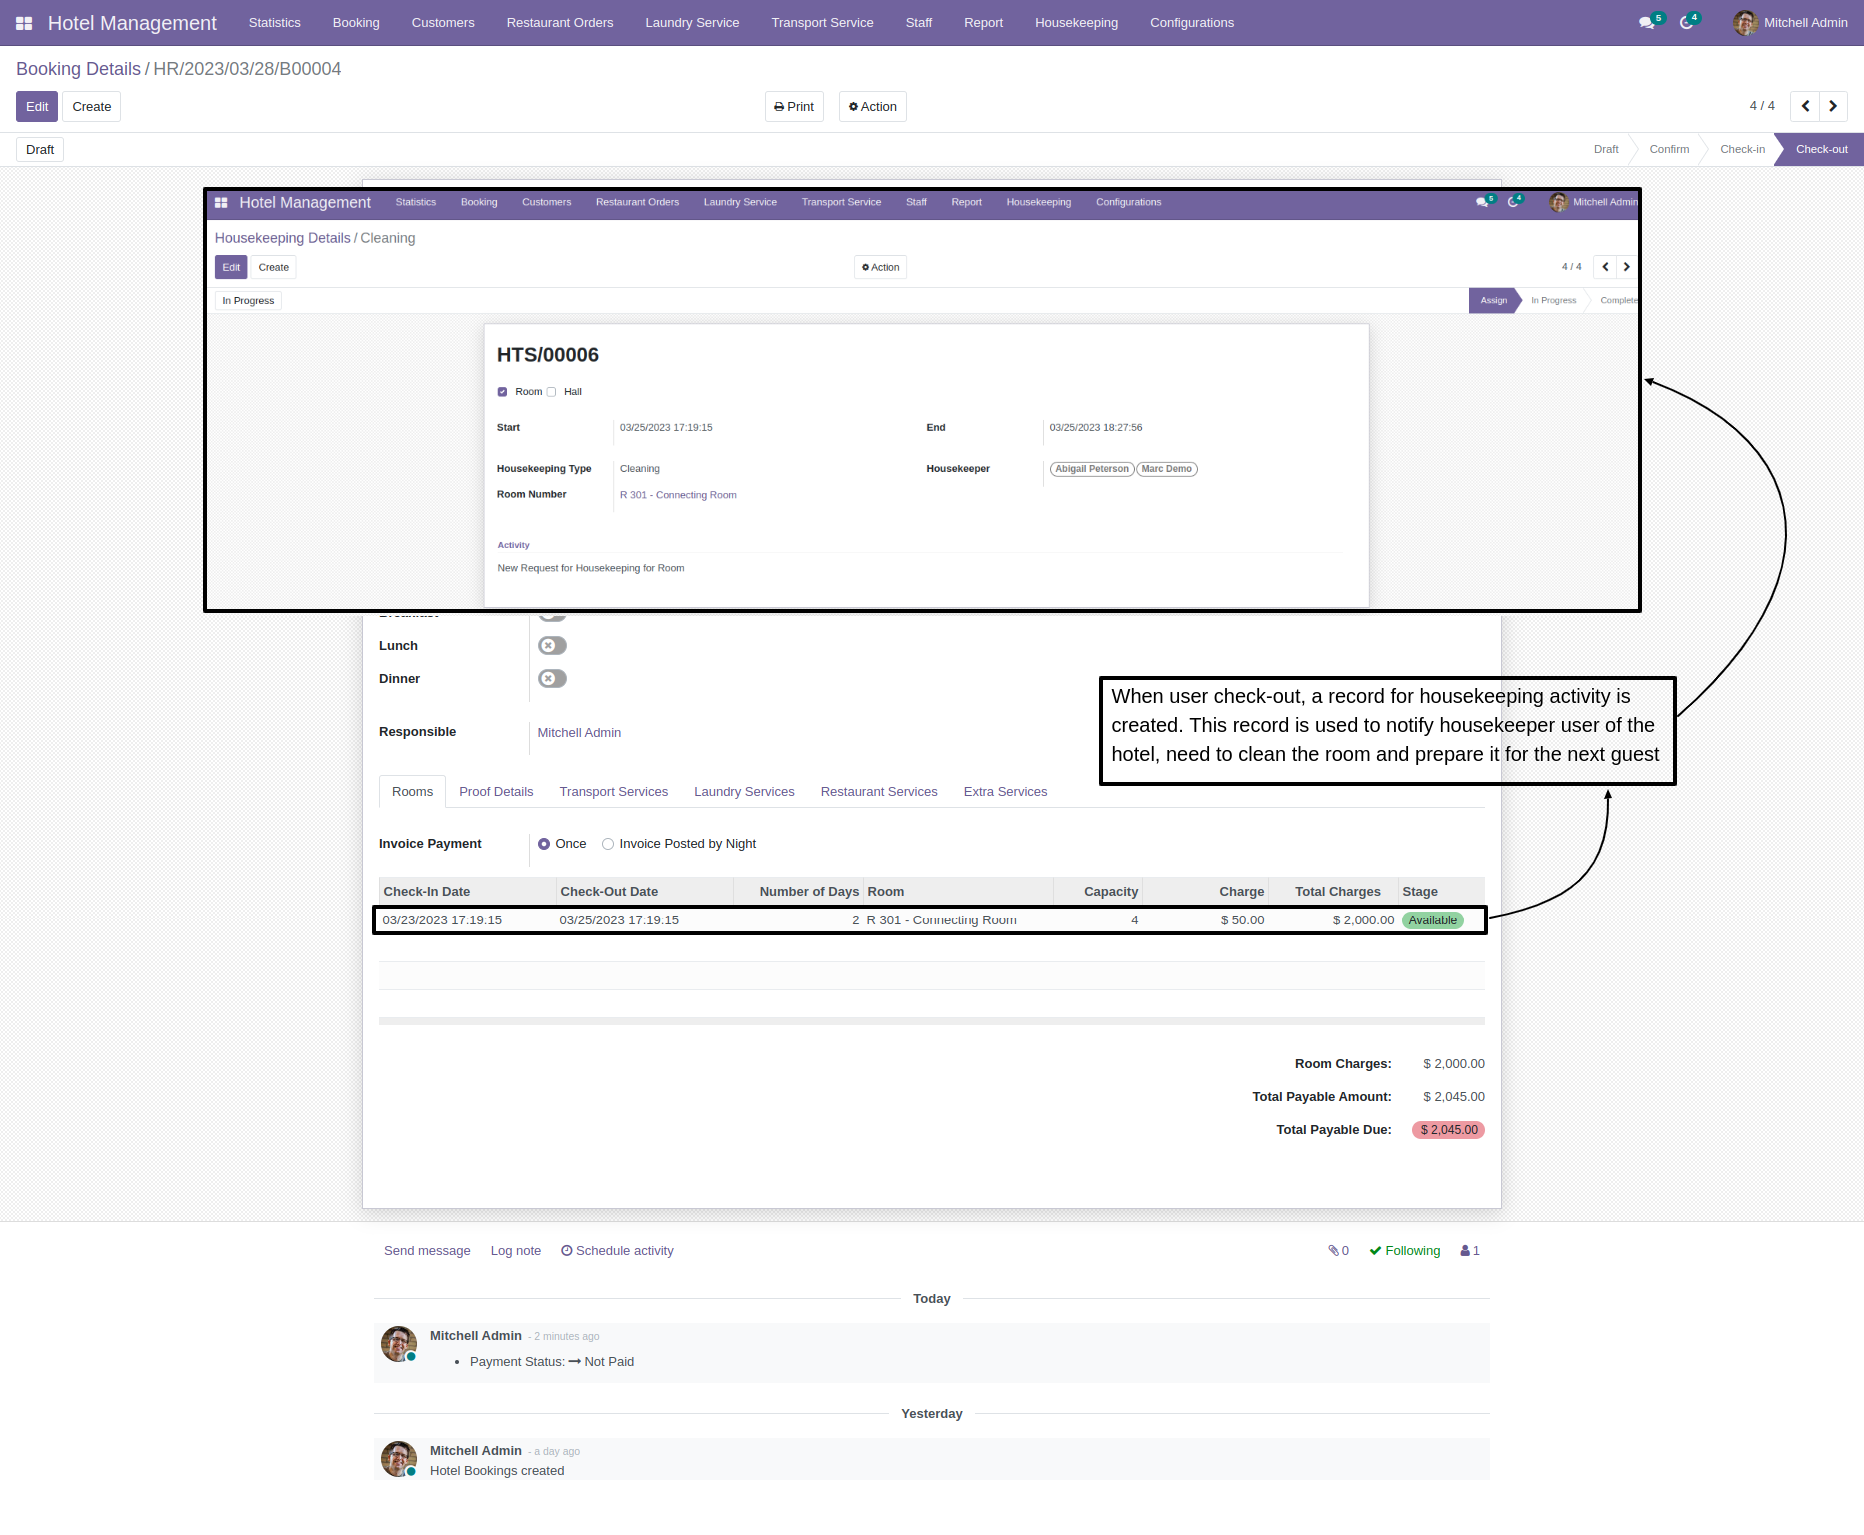 Hotel Management Statistics Booking Customers Restaurant Orders Laundry Service Transport Service Staff Report Housekeeping Configurations 5 4 Mitchell Admin
Booking Details / HR/2023/03/28/B00004
Edit Create Print Action 4 / 4
Draft Draft Confirm Check-in Check-out
Hotel Management Statistics Booking Customers Restaurant Orders Laundry Service Transport Service Staff Report Housekeeping Configurations 5 4 Mitchell Admin
Housekeeping Details / Cleaning
Edit Create Action 4 / 4
In Progress Assign In Progress Complete
HTS/00006
Room Hall
Start 03/25/2023 17:19:15 End 03/25/2023 18:27:56
Housekeeping Type Cleaning Housekeeper Abigail Peterson Marc Demo
Room Number R 301 - Connecting Room
Activity
New Request for Housekeeping for Room
Lunch
Dinner
When user check-out, a record for housekeeping activity is
created. This record is used to notify housekeeper user of the
hotel, need to clean the room and prepare it for the next guest
Responsible Mitchell Admin
Rooms Proof Details Transport Services Laundry Services Restaurant Services Extra Services
Invoice Payment Once Invoice Posted by Night
Check-In Date Check-Out Date Number of Days Room Capacity Charge Total Charges Stage
03/23/2023 17:19:15 03/25/2023 17:19:15 2 R 301 - Connecting Room 4 $ 50.00 $ 2,000.00 Available
Room Charges: $ 2,000.00
Total Payable Amount: $ 2,045.00
Total Payable Due: $ 2,045.00
Send message Log note Schedule activity 0 Following 1
Today
Mitchell Admin - 2 minutes ago
• Payment Status: → Not Paid
Yesterday
Mitchell Admin - a day ago
Hotel Bookings created